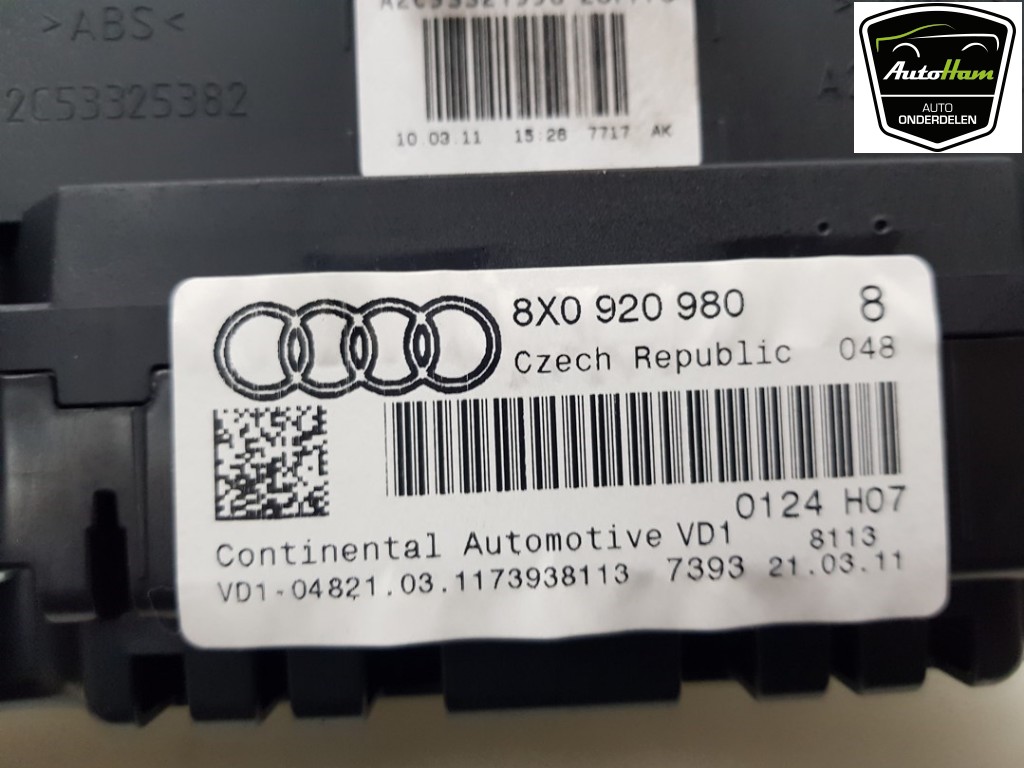 >ABS<
2C53325382
10.03.11 15:28 7717 AK
AutoHam
AUTO
ONDERDELEN
8X0 920 980 8
Czech Republic 048
0124 H07
Continental Automotive VD1 8113
VD1-04821.03.1173938113 7393 21.03.11